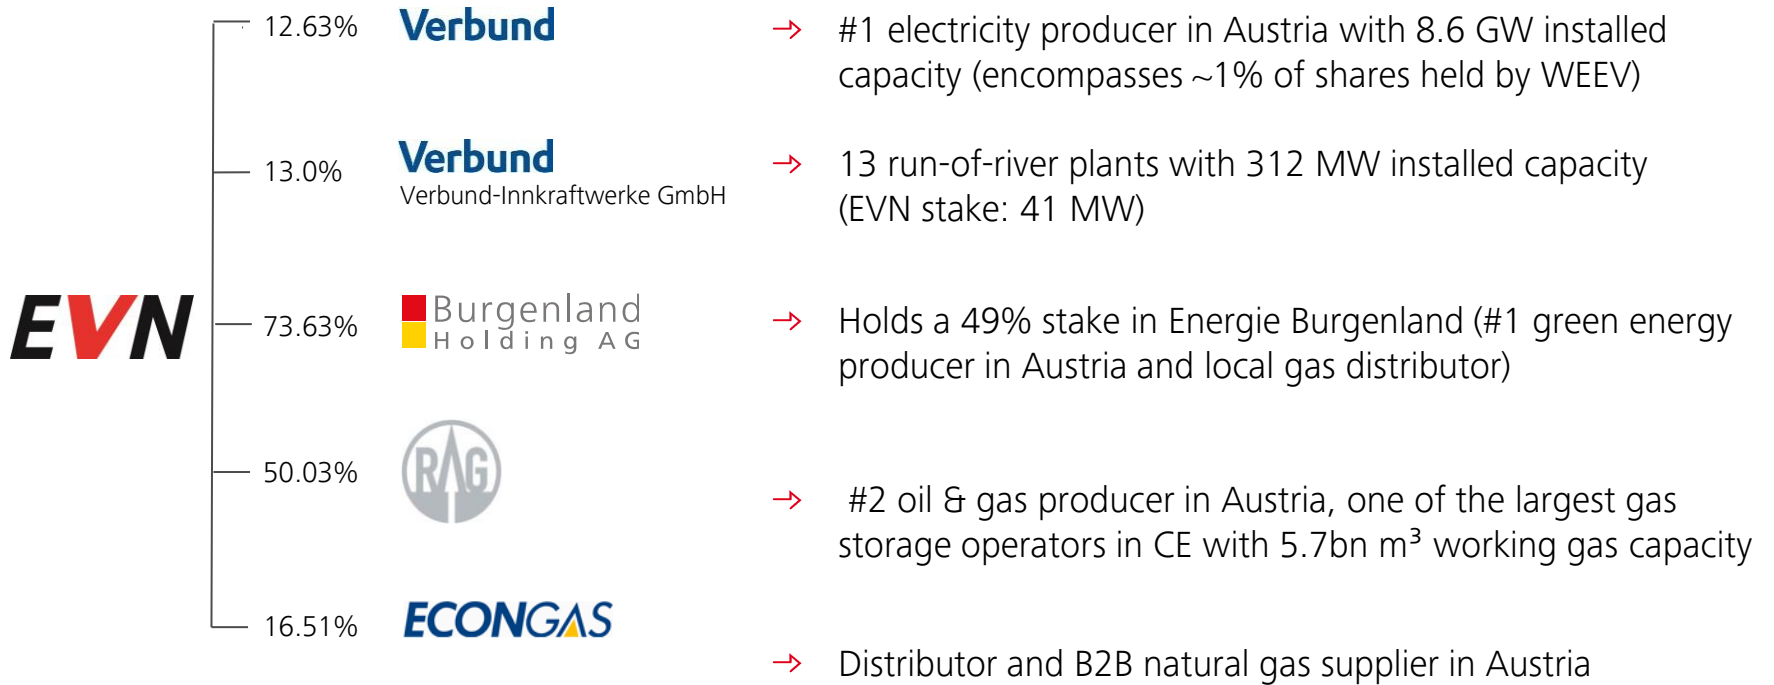 12.63% Verbund → #1 electricity producer in Austria with 8.6 GW installed
capacity (encompasses ~1% of shares held by WEEV)
13.0% Verbund → 13 run-of-river plants with 312 MW installed capacity
Verbund-Innkraftwerke GmbH (EVN stake: 41 MW)
EVN 73.63% Burgenland → Holds a 49% stake in Energie Burgenland (#1 green energy
Holding AG producer in Austria and local gas distributor)
50.03% RAG → #2 oil & gas producer in Austria, one of the largest gas
storage operators in CE with 5.7bn m³ working gas capacity
16.51% ECONGAS
→ Distributor and B2B natural gas supplier in Austria